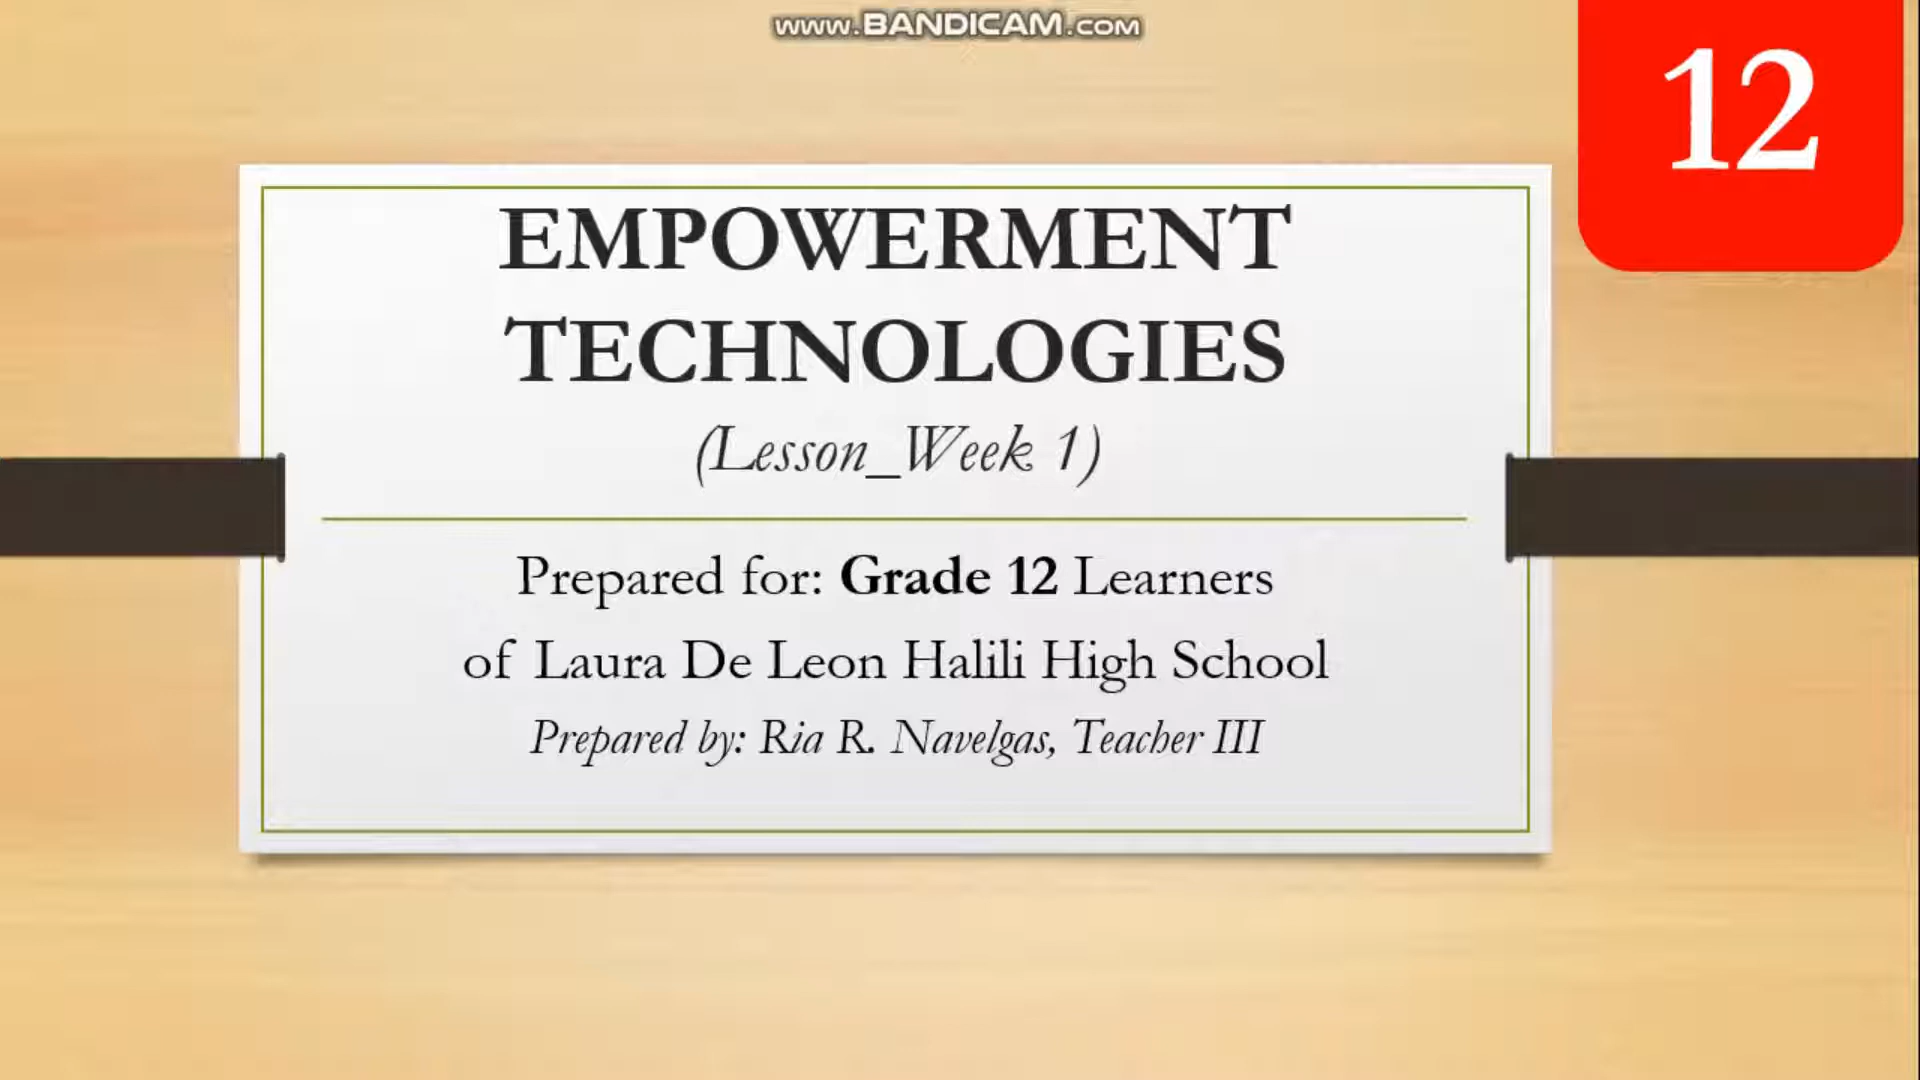 www.BANDICAM.com
12
EMPOWERMENT
TECHNOLOGIES
(Lesson_Week 1)
Prepared for: Grade 12 Learners
of Laura De Leon Halili High School
Prepared by: Ria R. Navelgas, Teacher III